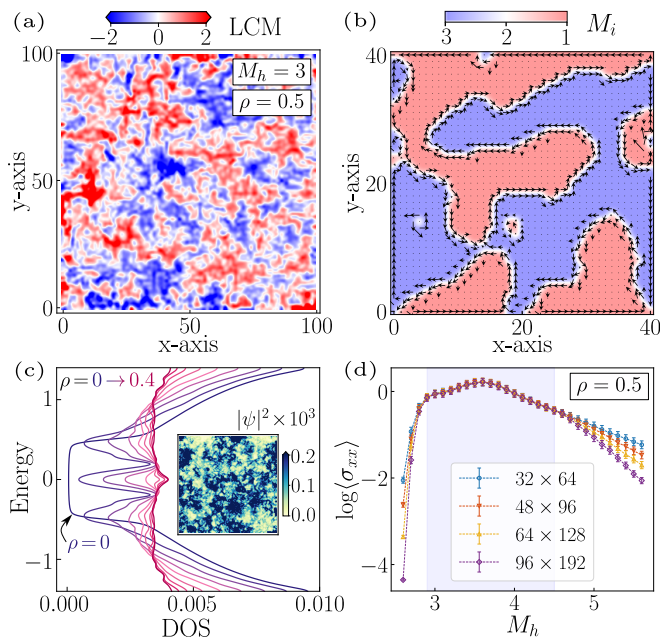 (a)
−2 0 2 LCM
M_h = 3
ρ = 0.5
100
50
0
y-axis
0 50 100
x-axis
(b)
3 2 1 M_i
40
20
0
y-axis
0 20 40
x-axis
(c)
ρ=0→0.4
|ψ|² × 10³
0.2
0.1
0.0
ρ=0
1
0
−1
Energy
0.000 0.005 0.010
DOS
(d)
ρ = 0.5
0
−2
−4
log⟨σ_xx⟩
32 × 64
48 × 96
64 × 128
96 × 192
3 4 5
M_h